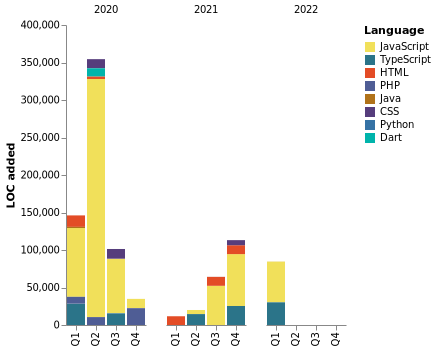 2020 2021 2022
400,000
350,000
300,000
250,000
200,000
150,000
100,000
50,000
0
LOC added
Q1 Q2 Q3 Q4 Q1 Q2 Q3 Q4 Q1 Q2 Q3 Q4
Language
JavaScript
TypeScript
HTML
PHP
Java
CSS
Python
Dart